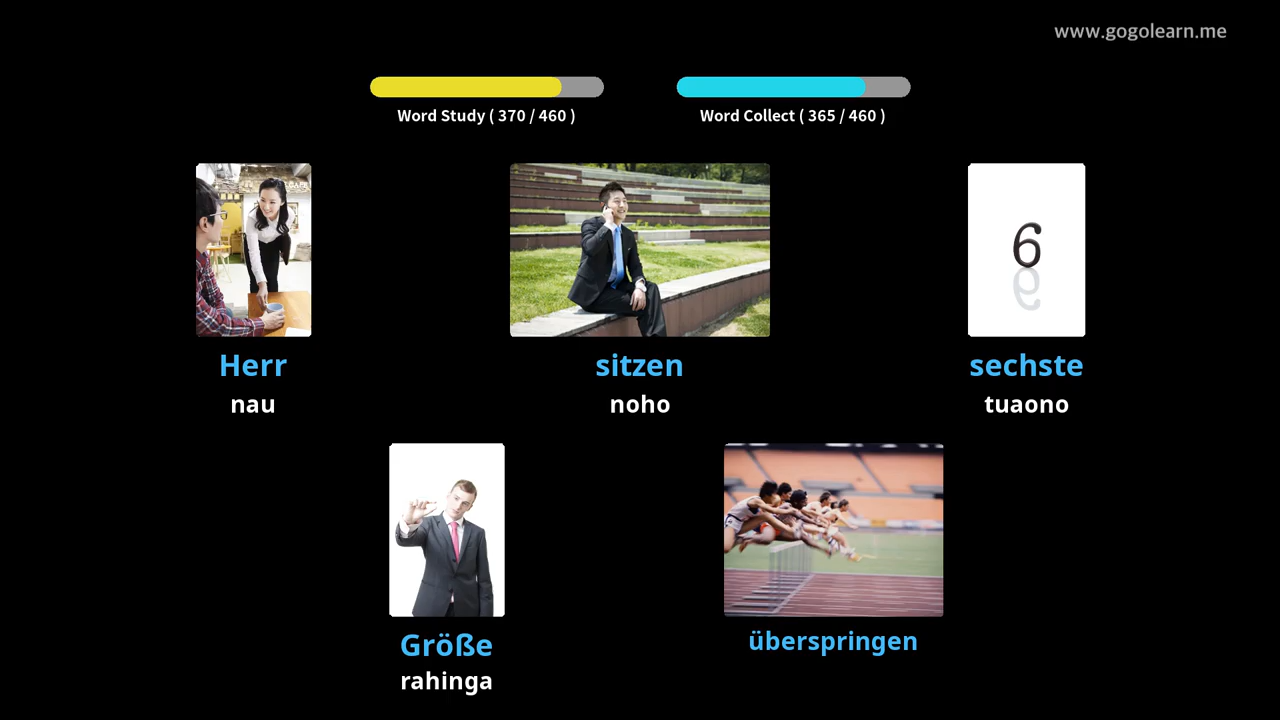 www.gogolearn.me
Word Study ( 370 / 460 )
Word Collect ( 365 / 460 )
6
Herr
nau
sitzen
noho
sechste
tuaono
Größe
rahinga
überspringen